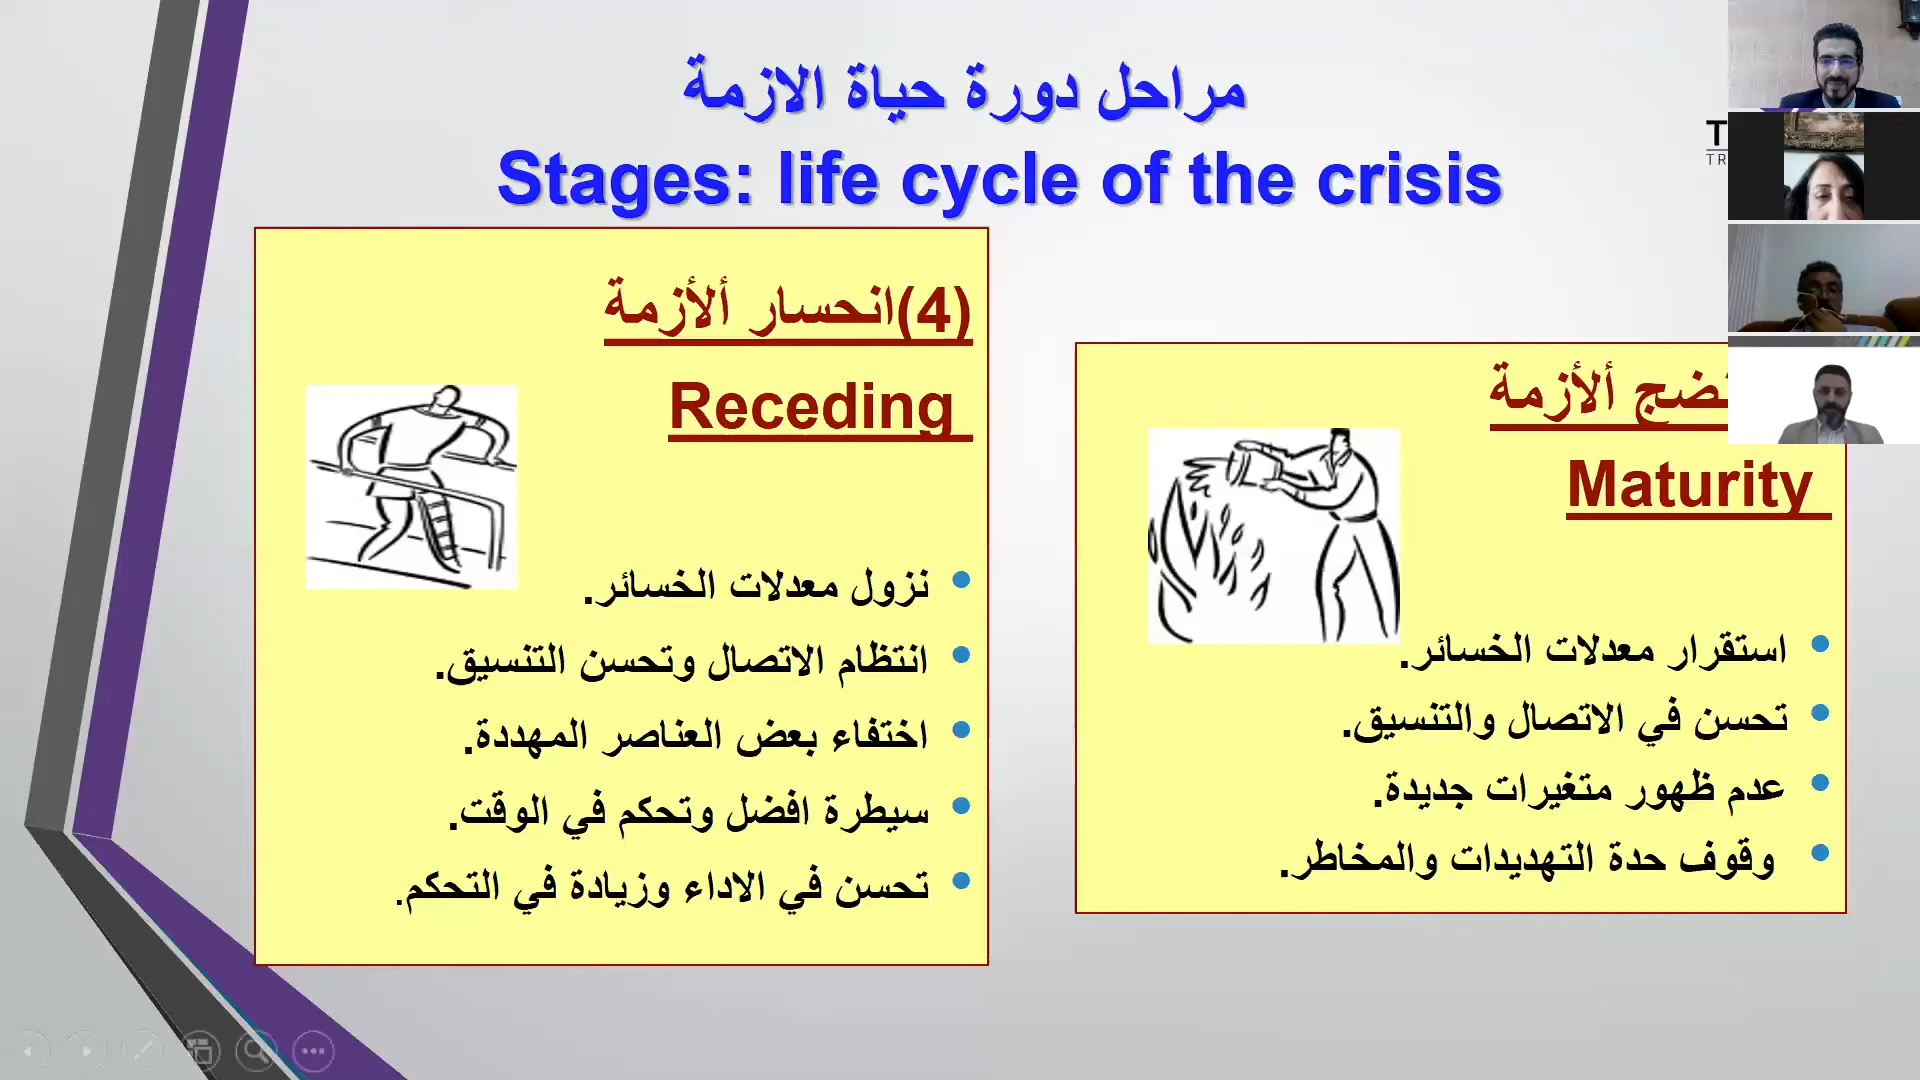 مراحل دورة حياة الازمة
Stages: life cycle of the crisis
نضج ألأزمة
Maturity
استقرار معدلات الخسائر.
تحسن في الاتصال والتنسيق.
عدم ظهور متغيرات جديدة.
وقوف حدة التهديدات والمخاطر.
(4)انحسار ألأزمة
Receding
نزول معدلات الخسائر.
انتظام الاتصال وتحسن التنسيق.
اختفاء بعض العناصر المهددة.
سيطرة افضل وتحكم في الوقت.
تحسن في الاداء وزيادة في التحكم.